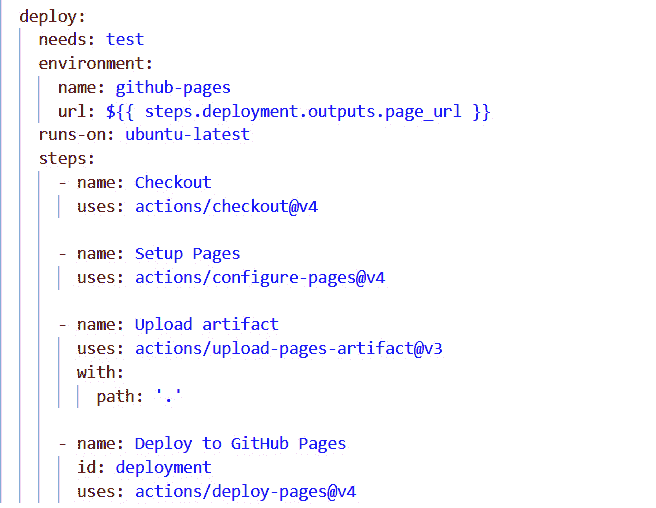 deploy:
needs: test
environment:
name: github-pages
url: ${{ steps.deployment.outputs.page_url }}
runs-on: ubuntu-latest
steps:
- name: Checkout
uses: actions/checkout@v4
- name: Setup Pages
uses: actions/configure-pages@v4
- name: Upload artifact
uses: actions/upload-pages-artifact@v3
with:
path: '.'
- name: Deploy to GitHub Pages
id: deployment
uses: actions/deploy-pages@v4